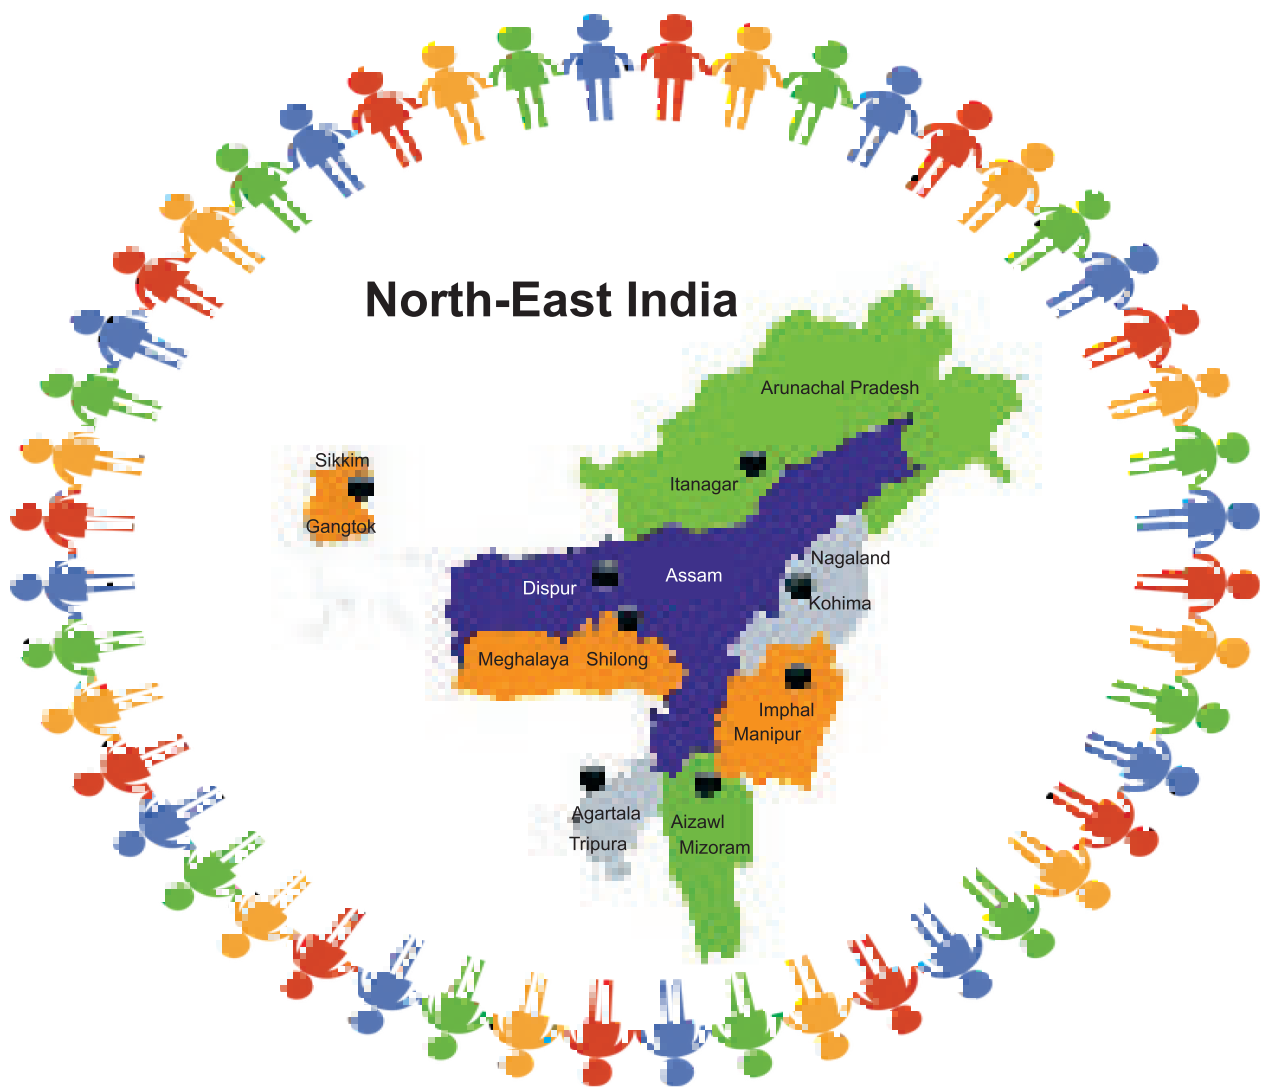 North-East India
Arunachal Pradesh
Sikkim
Itanagar
Gangtok
Nagaland
Assam
Dispur
Kohima
Meghalaya
Shilong
Imphal
Manipur
Agartala
Aizawl
Tripura
Mizoram